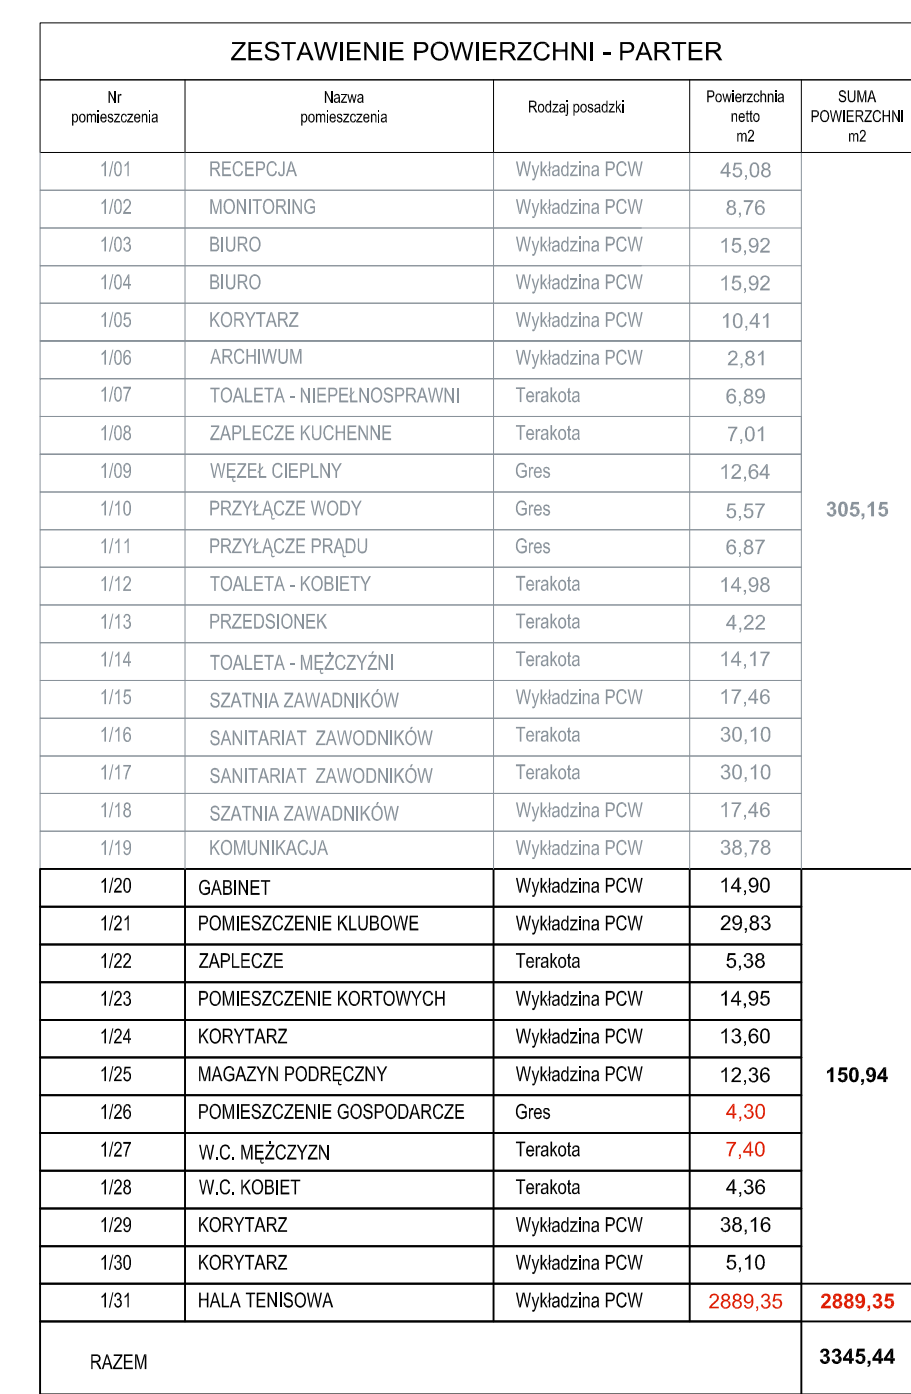 ZESTAWIENIE POWIERZCHNI - PARTER
Nr pomieszczenia Nazwa pomieszczenia Rodzaj posadzki Powierzchnia netto m2 SUMA POWIERZCHNI m2
1/01 RECEPCJA Wykładzina PCW 45,08
1/02 MONITORING Wykładzina PCW 8,76
1/03 BIURO Wykładzina PCW 15,92
1/04 BIURO Wykładzina PCW 15,92
1/05 KORYTARZ Wykładzina PCW 10,41
1/06 ARCHIWUM Wykładzina PCW 2,81
1/07 TOALETA - NIEPEŁNOSPRAWNI Terakota 6,89
1/08 ZAPLECZE KUCHENNE Terakota 7,01
1/09 WĘZEŁ CIEPLNY Gres 12,64
1/10 PRZYŁĄCZE WODY Gres 5,57 305,15
1/11 PRZYŁĄCZE PRĄDU Gres 6,87
1/12 TOALETA - KOBIETY Terakota 14,98
1/13 PRZEDSIONEK Terakota 4,22
1/14 TOALETA - MĘŻCZYŹNI Terakota 14,17
1/15 SZATNIA ZAWADNIKÓW Wykładzina PCW 17,46
1/16 SANITARIAT ZAWODNIKÓW Terakota 30,10
1/17 SANITARIAT ZAWODNIKÓW Terakota 30,10
1/18 SZATNIA ZAWADNIKÓW Wykładzina PCW 17,46
1/19 KOMUNIKACJA Wykładzina PCW 38,78
1/20 GABINET Wykładzina PCW 14,90
1/21 POMIESZCZENIE KLUBOWE Wykładzina PCW 29,83
1/22 ZAPLECZE Terakota 5,38
1/23 POMIESZCZENIE KORTOWYCH Wykładzina PCW 14,95
1/24 KORYTARZ Wykładzina PCW 13,60
1/25 MAGAZYN PODRĘCZNY Wykładzina PCW 12,36 150,94
1/26 POMIESZCZENIE GOSPODARCZE Gres 4,30
1/27 W.C. MĘŻCZYZN Terakota 7,40
1/28 W.C. KOBIET Terakota 4,36
1/29 KORYTARZ Wykładzina PCW 38,16
1/30 KORYTARZ Wykładzina PCW 5,10
1/31 HALA TENISOWA Wykładzina PCW 2889,35 2889,35
RAZEM 3345,44